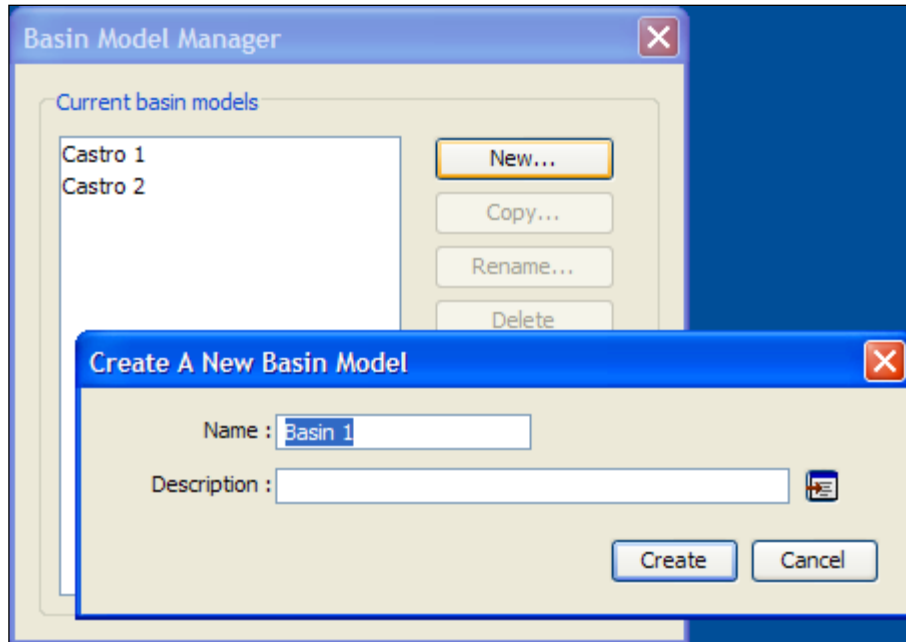 Basin Model Manager
Current basin models
Castro 1
Castro 2
New...
Copy...
Rename...
Delete
Create A New Basin Model
Name : Basin 1
Description :
Create Cancel